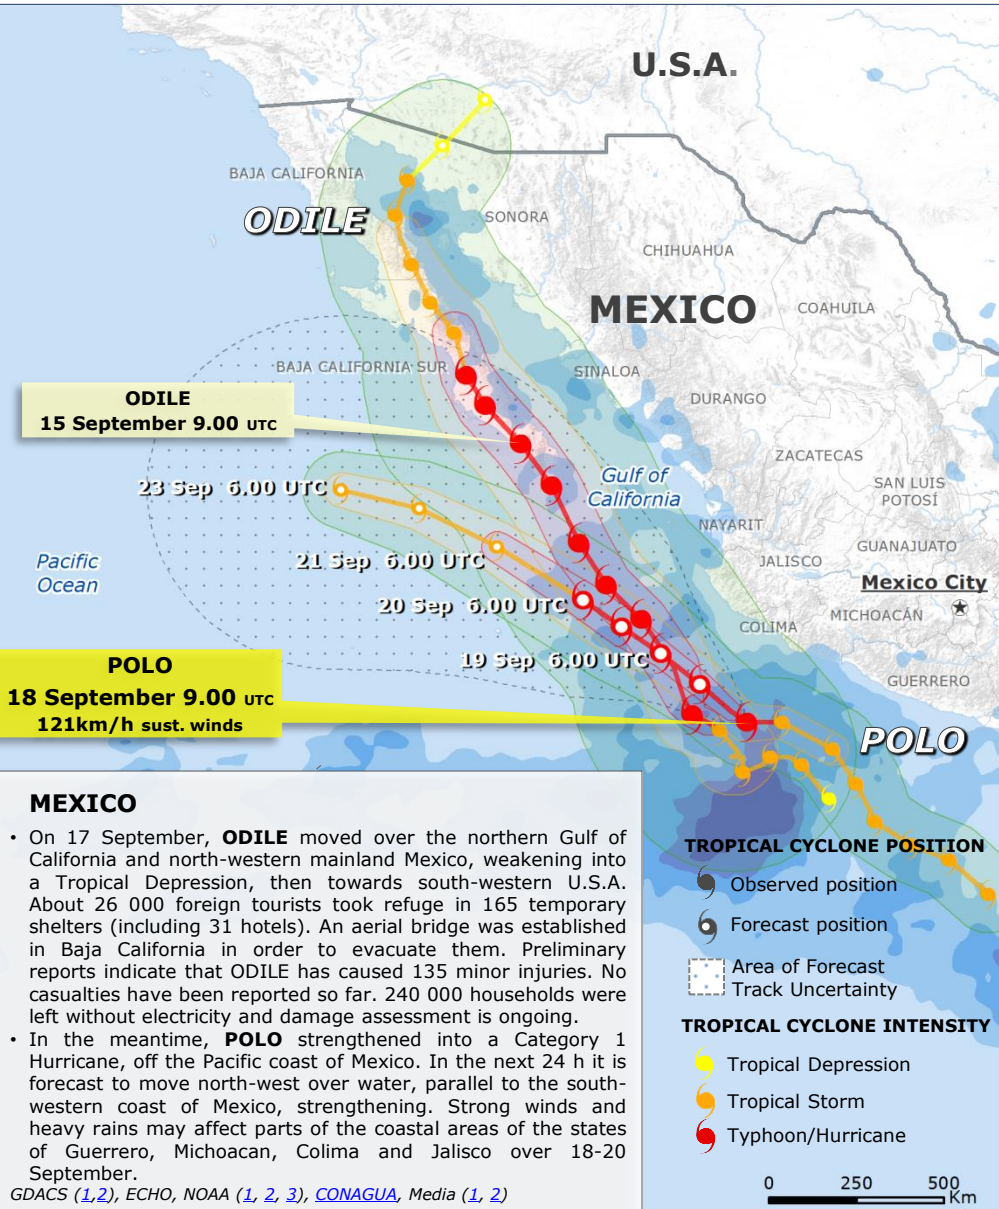 U.S.A.
BAJA CALIFORNIA
ODILE
SONORA
CHIHUAHUA
MEXICO
COAHUILA
BAJA CALIFORNIA SUR
SINALOA
DURANGO
ODILE
15 September 9.00 UTC
ZACATECAS
Gulf of
California
SAN LUIS
POTOSÍ
23 Sep 6.00 UTC
NAYARIT
GUANAJUATO
Pacific
Ocean
21 Sep 6.00 UTC
JALISCO
Mexico City
20 Sep 6.00 UTC
MICHOACÁN
COLIMA
19 Sep 6.00 UTC
GUERRERO
POLO
18 September 9.00 UTC
121km/h sust. winds
POLO
MEXICO
• On 17 September, ODILE moved over the northern Gulf of
California and north-western mainland Mexico, weakening into
a Tropical Depression, then towards south-western U.S.A.
About 26 000 foreign tourists took refuge in 165 temporary
shelters (including 31 hotels). An aerial bridge was established
in Baja California in order to evacuate them. Preliminary
reports indicate that ODILE has caused 135 minor injuries. No
casualties have been reported so far. 240 000 households were
left without electricity and damage assessment is ongoing.
• In the meantime, POLO strengthened into a Category 1
Hurricane, off the Pacific coast of Mexico. In the next 24 h it is
forecast to move north-west over water, parallel to the south-
western coast of Mexico, strengthening. Strong winds and
heavy rains may affect parts of the coastal areas of the states
of Guerrero, Michoacan, Colima and Jalisco over 18-20
September.
GDACS (1,2), ECHO, NOAA (1, 2, 3), CONAGUA, Media (1, 2)
TROPICAL CYCLONE POSITION
Observed position
Forecast position
Area of Forecast
Track Uncertainty
TROPICAL CYCLONE INTENSITY
Tropical Depression
Tropical Storm
Typhoon/Hurricane
0 250 500
Km